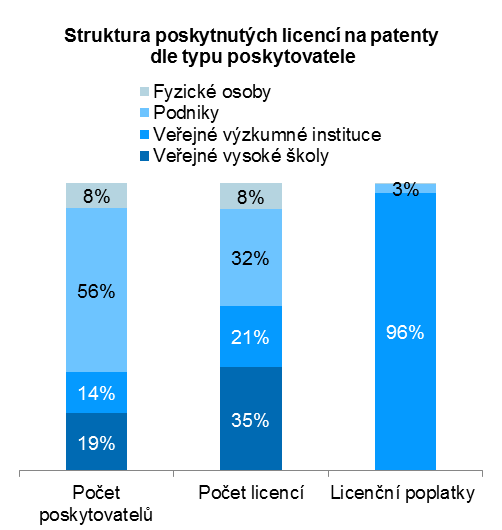 Struktura poskytnutých licencí na patenty
dle typu poskytovatele
Fyzické osoby
Podniky
Veřejné výzkumné instituce
Veřejné vysoké školy
8%
8%
3%
56%
32%
96%
14%
21%
19%
35%
Počet
poskytovatelů
Počet licencí
Licenční poplatky